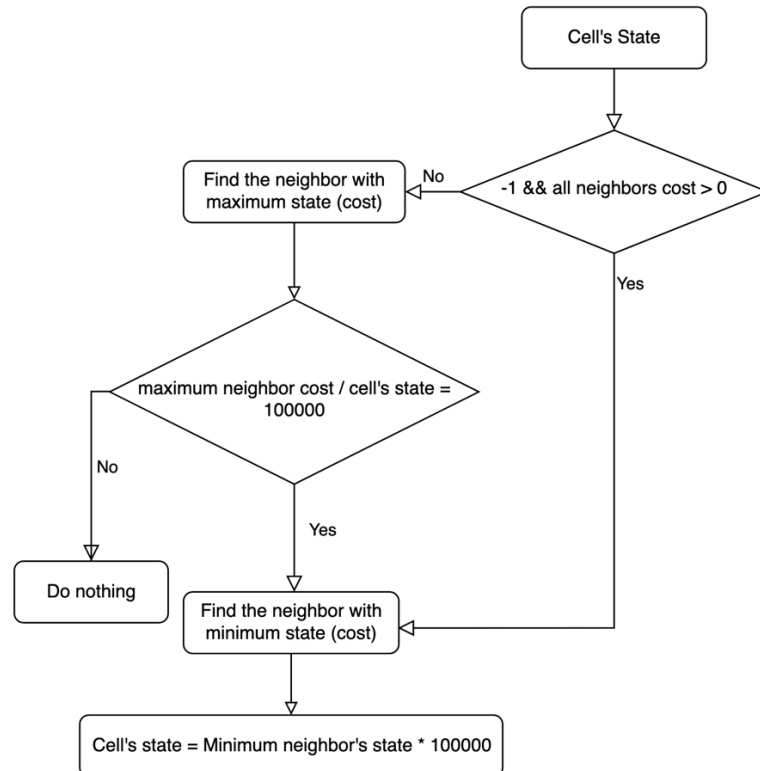 Cell's State
-1 && all neighbors cost > 0
No
Find the neighbor with
maximum state (cost)
Yes
maximum neighbor cost / cell's state =
100000
No
Yes
Do nothing
Find the neighbor with
minimum state (cost)
Cell's state = Minimum neighbor's state * 100000